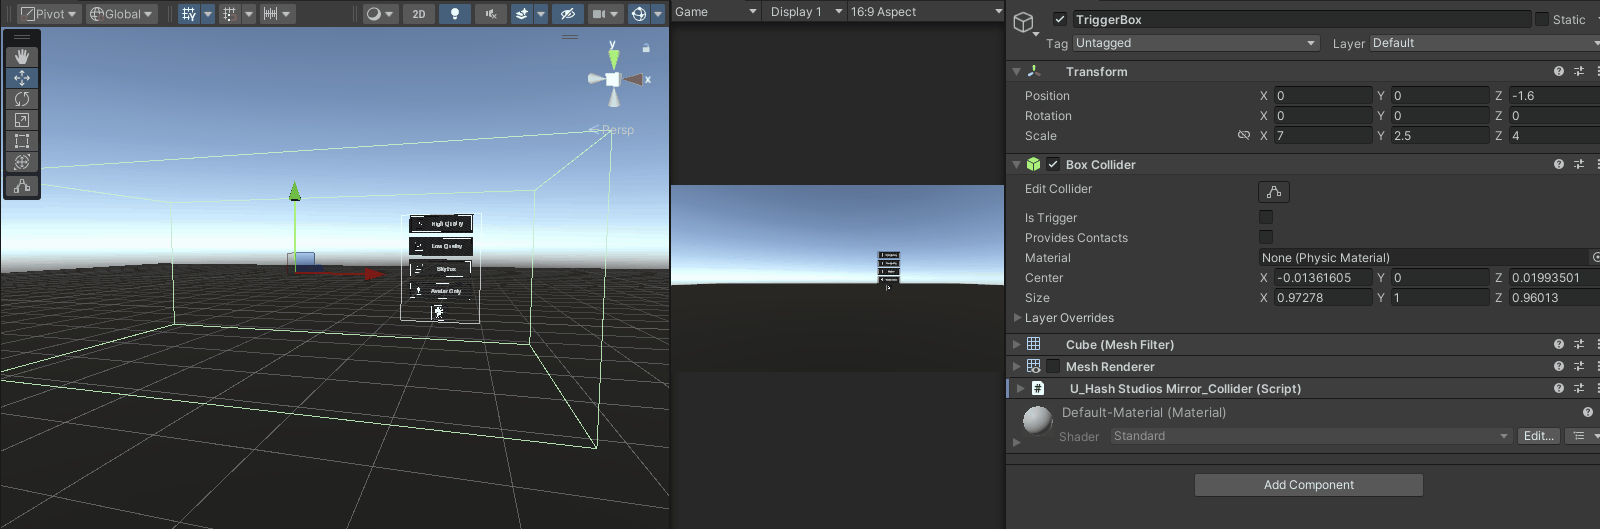 Pivot
Global
2D
Game
Display 1
16:9 Aspect
TriggerBox
Static
Tag
Untagged
Layer
Default
Transform
Position
X
0
Y
0
Z
-1.6
Rotation
X
0
Y
0
Z
0
Scale
X
7
Y
2.5
Z
4
Box Collider
Edit Collider
Is Trigger
Provides Contacts
Material
None (Physic Material)
Center
X
-0.01361605
Y
0
Z
0.01993501
Size
X
0.97278
Y
1
Z
0.96013
Layer Overrides
Cube (Mesh Filter)
Mesh Renderer
# U_Hash Studios Mirror_Collider (Script)
Default-Material (Material)
Shader
Standard
Edit...
Add Component
y
x
Persp
High Quality
Low Quality
Skybox
Avatar Only